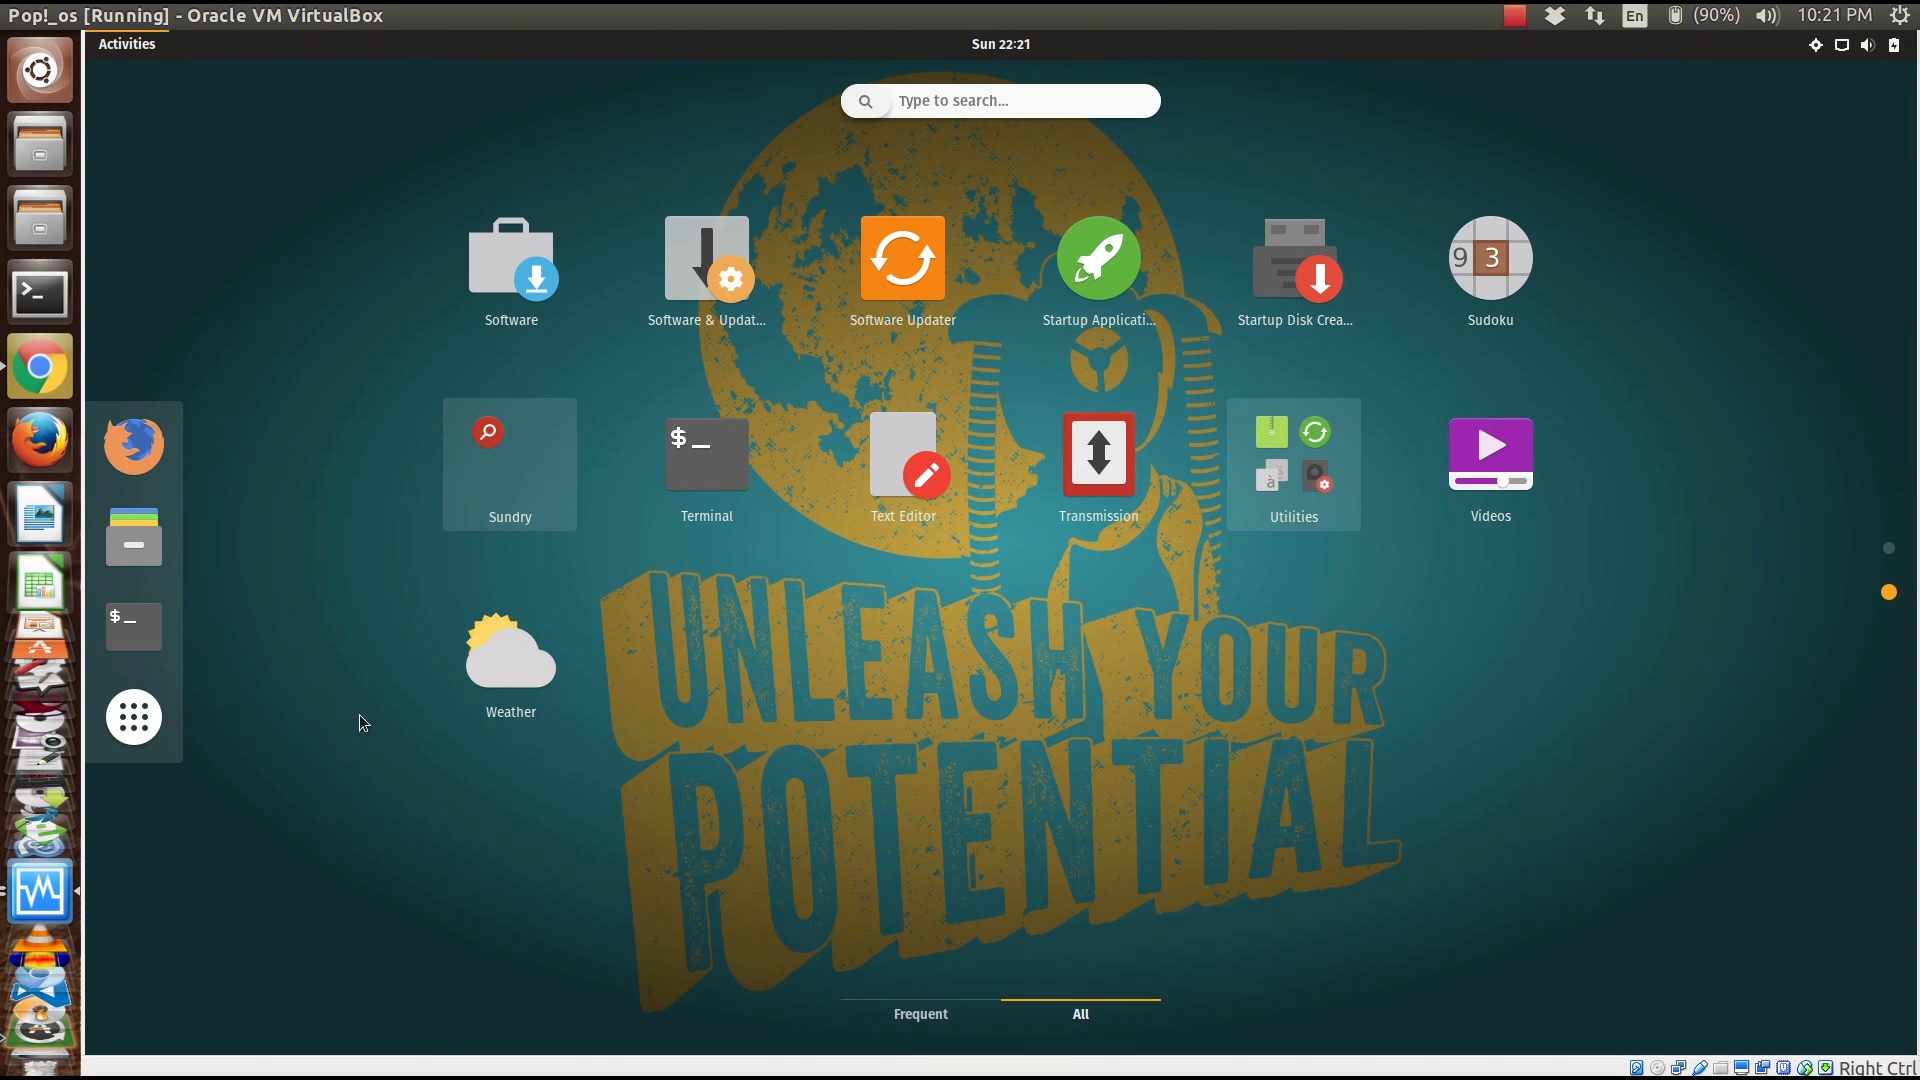 Pop!_os [Running] - Oracle VM VirtualBox
En
(90%)
10:21 PM
Activities
Sun 22:21
Type to search...
Software
Software & Updat...
Software Updater
Startup Applicati...
Startup Disk Crea...
9 3
Sudoku
Sundry
$ _
Terminal
Text Editor
Transmission
à
Utilities
Videos
>_
$ _
Weather
UNLEASH YOUR
POTENTIAL
Frequent
All
Right Ctrl